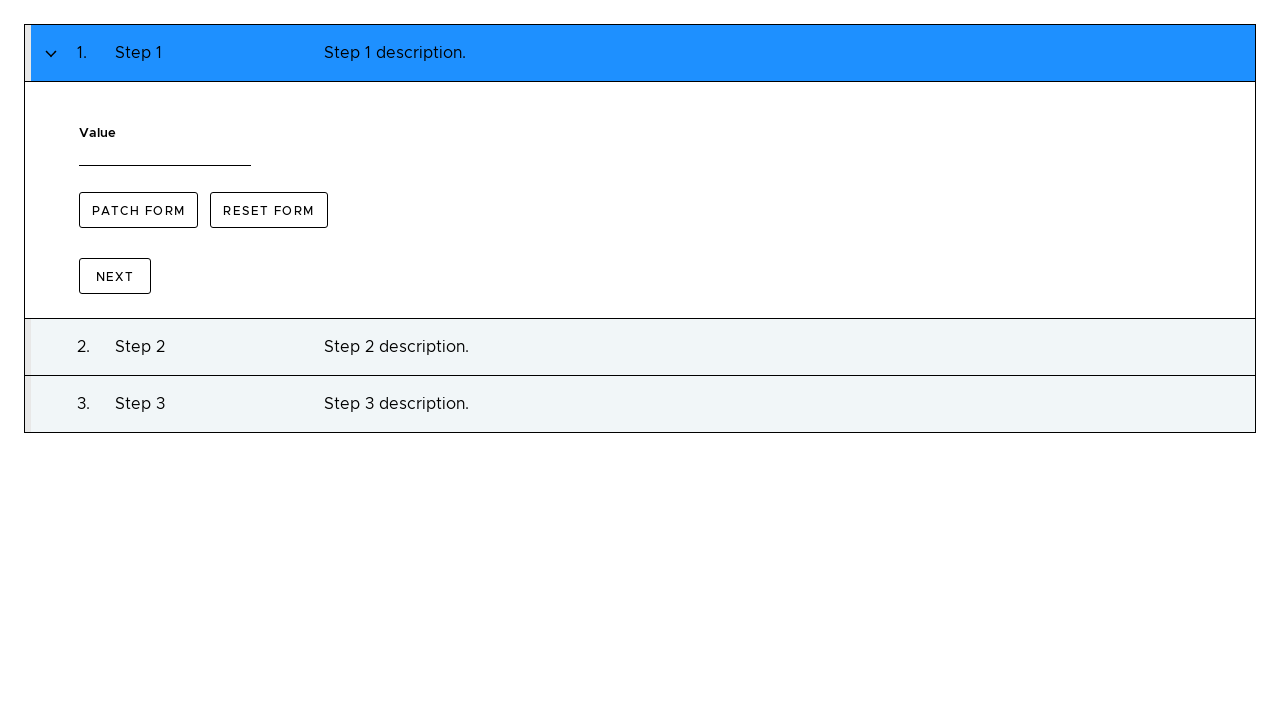 1. Step 1 Step 1 description.
Value
PATCH FORM RESET FORM
NEXT
2. Step 2 Step 2 description.
3. Step 3 Step 3 description.